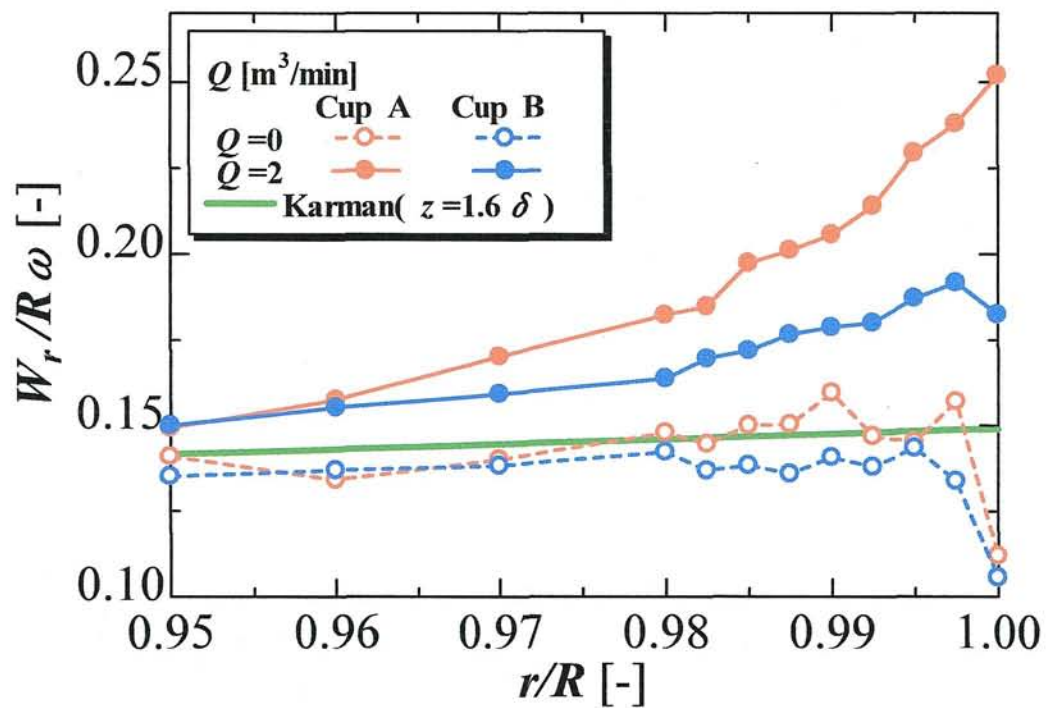 0.25
0.20
0.15
0.10
W_r/Rω [-]
Q [m³/min]
Cup A Cup B
Q=0
Q=2
Karman( z=1.6 δ )
0.95 0.96 0.97 0.98 0.99 1.00
r/R [-]